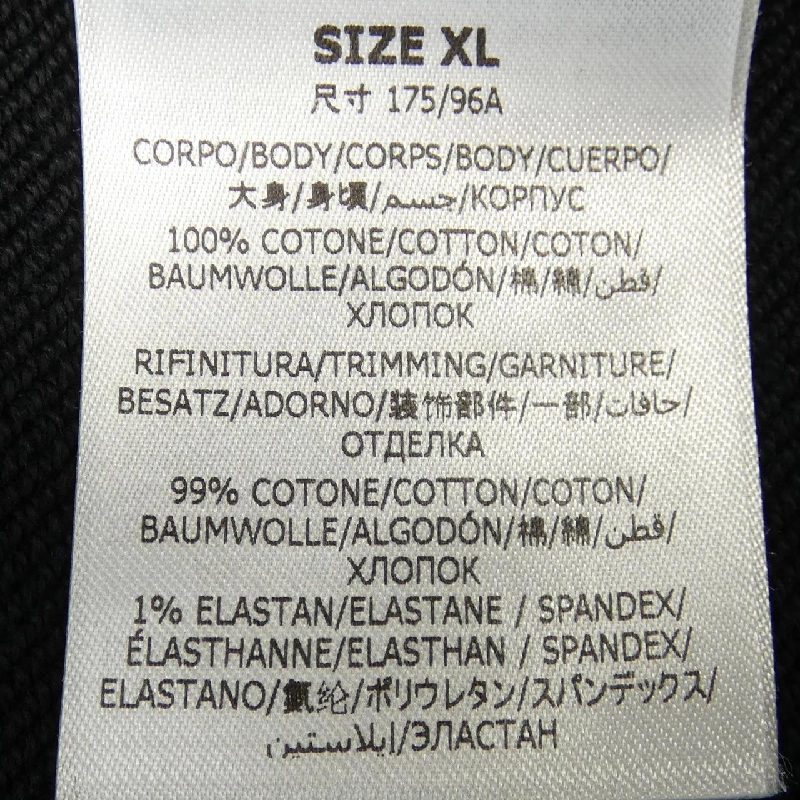 SIZE XL
尺寸 175/96A
CORPO/BODY/CORPS/BODY/CUERPO/
大身/身頃/جسم/КОРПУС
100% COTONE/COTTON/COTON/
BAUMWOLLE/ALGODÓN/棉/綿/قطن/
ХЛОПОК
RIFINITURA/TRIMMING/GARNITURE/
BESATZ/ADORNO/装饰部件/一部/حافات/
ОТДЕЛКА
99% COTONE/COTTON/COTON/
BAUMWOLLE/ALGODÓN/棉/綿/قطن/
ХЛОПОК
1% ELASTAN/ELASTANE / SPANDEX/
ÉLASTHANNE/ELASTHAN / SPANDEX/
ELASTANO/氨纶/ポリウレタン/スパンデックス/
إيلاستين/ЭЛАСТАН